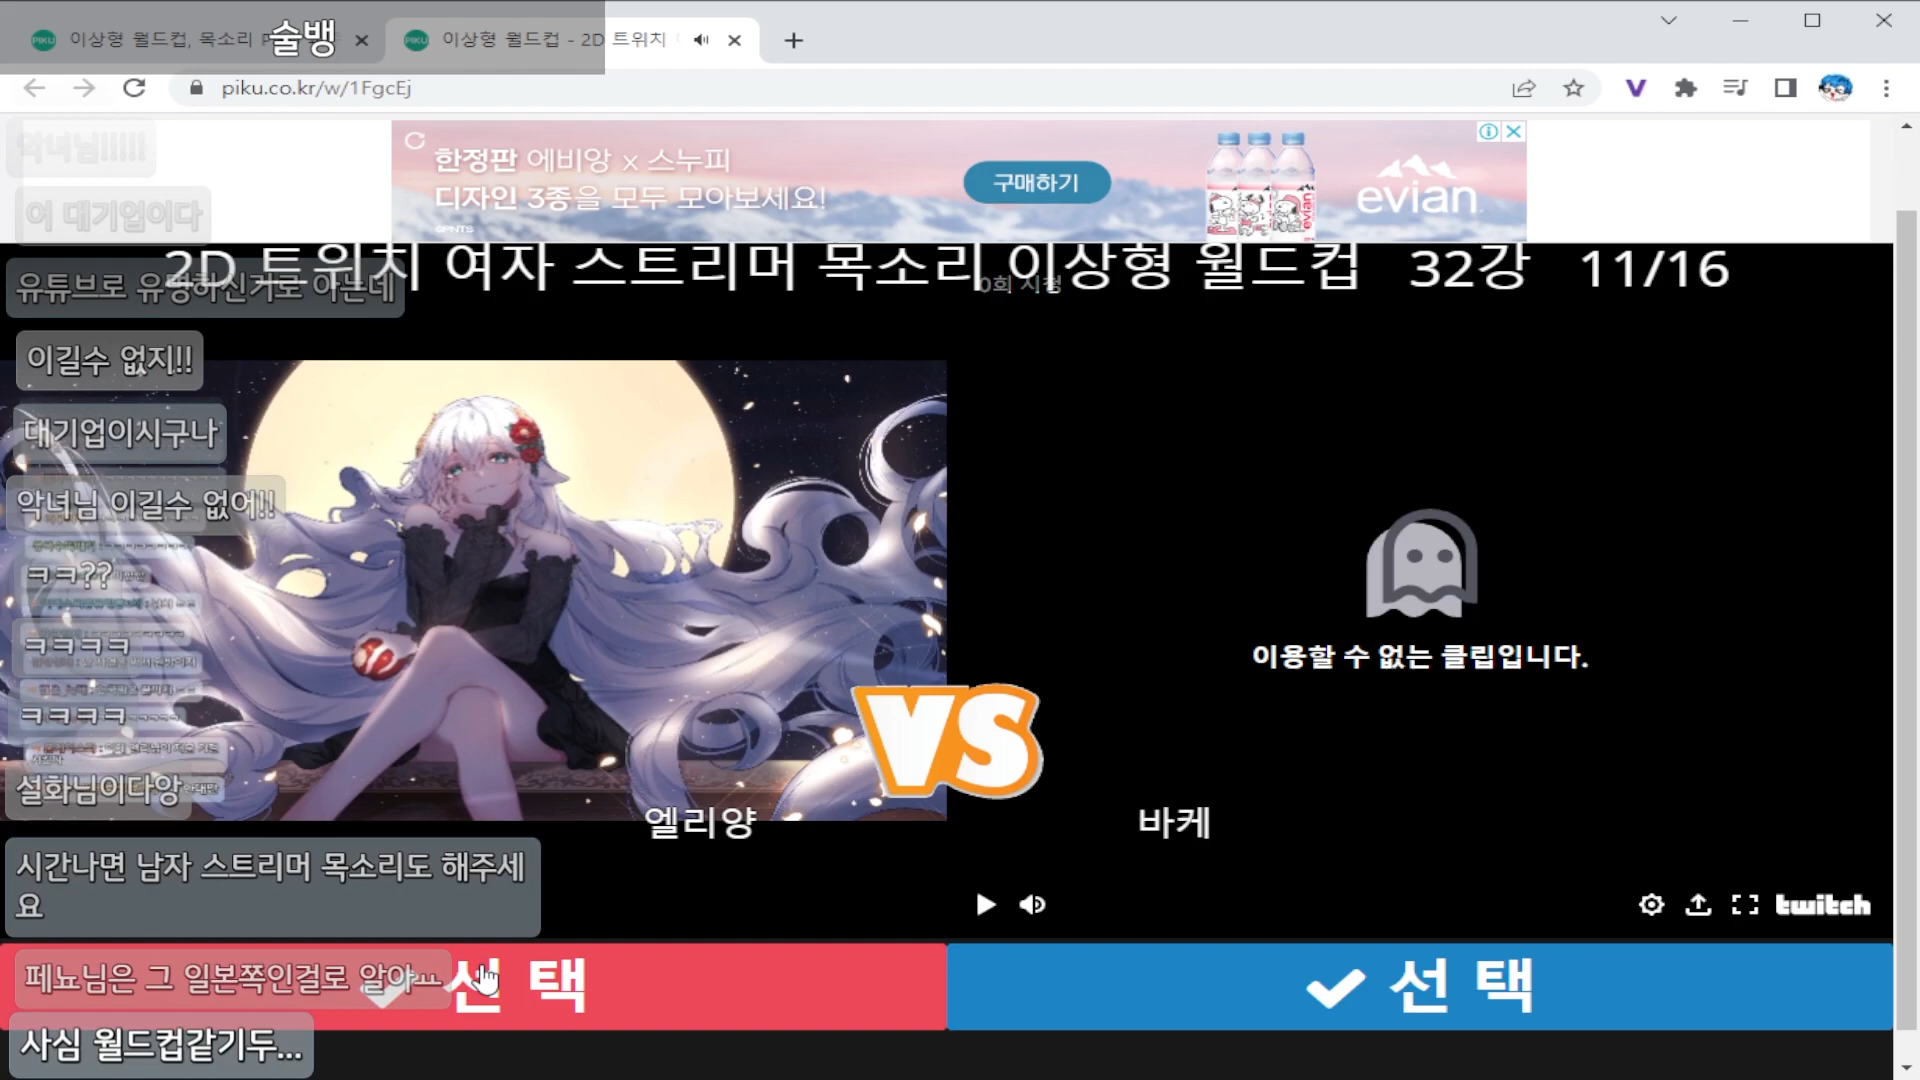 이상형 월드컵, 목소리
술뱅
이상형 월드컵 - 2D 트위치
piku.co.kr/w/1FgcEj
악녀님!!!!!
한정판 에비앙 x 스누피
디자인 3종을 모두 모아보세요!
구매하기
evian
어 대기업이다
2D 트위치 여자 스트리머 목소리 이상형 월드컵 32강 11/16
유튜브로 유명하신거로 아는데
이길수 없지!!
대기업이시구나
악녀님 이길수 없어!!
ㅋㅋ??
ㅋㅋㅋㅋ
ㅋㅋㅋㅋ
설화님이다앙
이용할 수 없는 클립입니다.
VS
엘리양
바케
시간나면 남자 스트리머 목소리도 해주세
요
twitch
페뇨님은 그 일본쪽인걸로 알아ㅛ
선 택
선 택
사심 월드컵같기두...